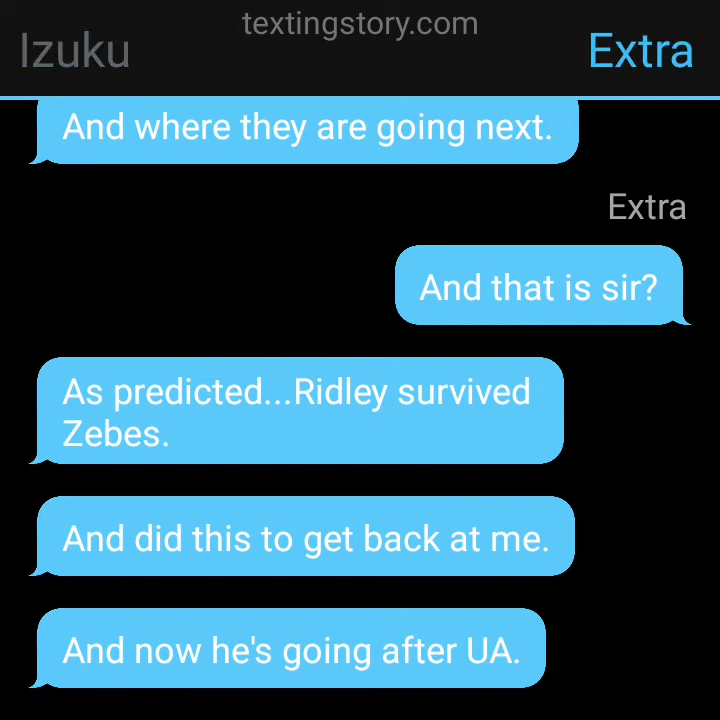 textingstory.com
Izuku
Extra
And where they are going next.
Extra
And that is sir?
As predicted...Ridley survived
Zebes.
And did this to get back at me.
And now he's going after UA.